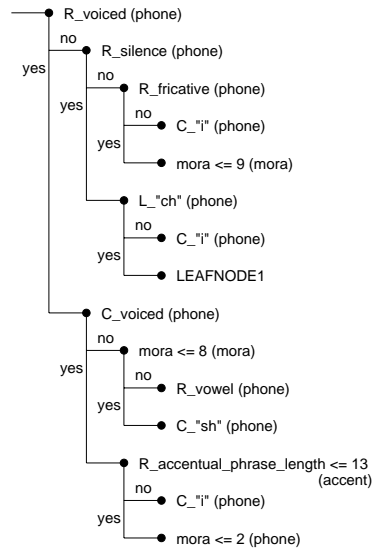 R_voiced (phone)
no
R_silence (phone)
yes
no
R_fricative (phone)
yes
no
C_"i" (phone)
yes
mora <= 9 (mora)
L_"ch" (phone)
no
C_"i" (phone)
yes
LEAFNODE1
C_voiced (phone)
no
mora <= 8 (mora)
yes
no
R_vowel (phone)
yes
C_"sh" (phone)
R_accentual_phrase_length <= 13
(accent)
no
C_"i" (phone)
yes
mora <= 2 (phone)